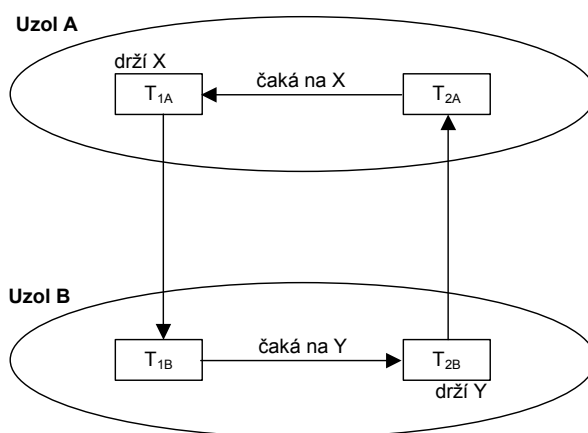 Uzol A
drží X
T1A
čaká na X
T2A
Uzol B
T1B
čaká na Y
T2B
drží Y